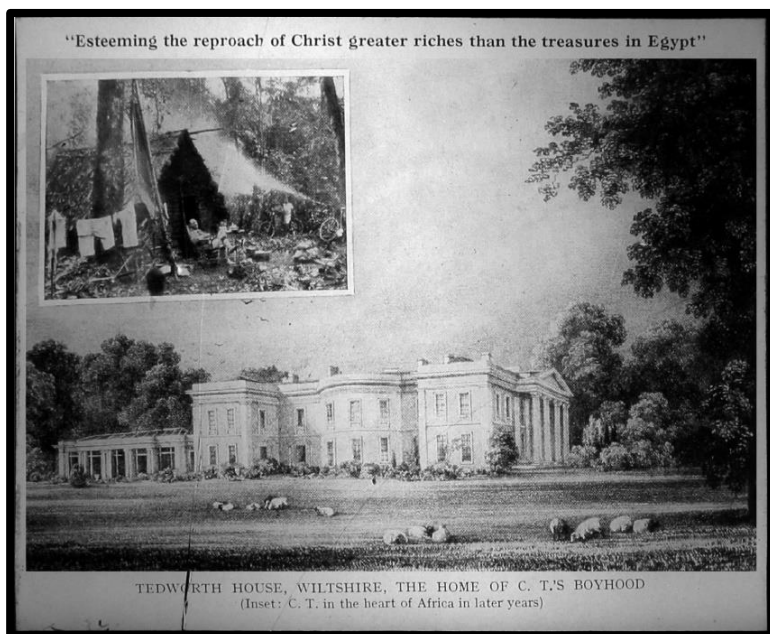 "Esteeming the reproach of Christ greater riches than the treasures in Egypt"
TEDWORTH HOUSE, WILTSHIRE, THE HOME OF C. T.'S BOYHOOD
(Inset: C. T. in the heart of Africa in later years)